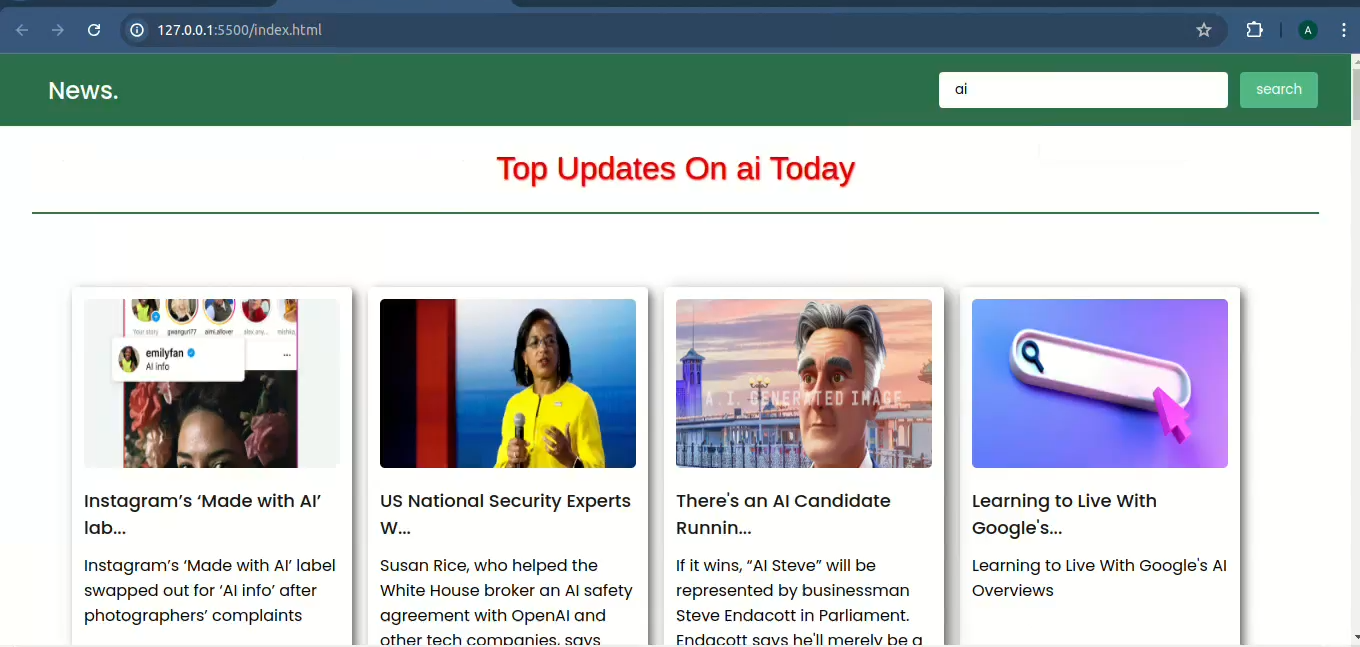 127.0.0.1:5500/index.html
A
News.
ai
search
Top Updates On ai Today
Your story gwangurl77 aimi.allover alex.any...
emilyfan
AI info
A.I. GENERATED IMAGE
Instagram’s ‘Made with AI’
lab...
Instagram’s ‘Made with AI’ label
swapped out for ‘AI info’ after
photographers’ complaints
US National Security Experts
W...
Susan Rice, who helped the
White House broker an AI safety
agreement with OpenAI and
other tech companies, says
There's an AI Candidate
Runnin...
If it wins, “AI Steve” will be
represented by businessman
Steve Endacott in Parliament.
Endacott says he'll merely be a
Learning to Live With
Google's...
Learning to Live With Google's AI
Overviews